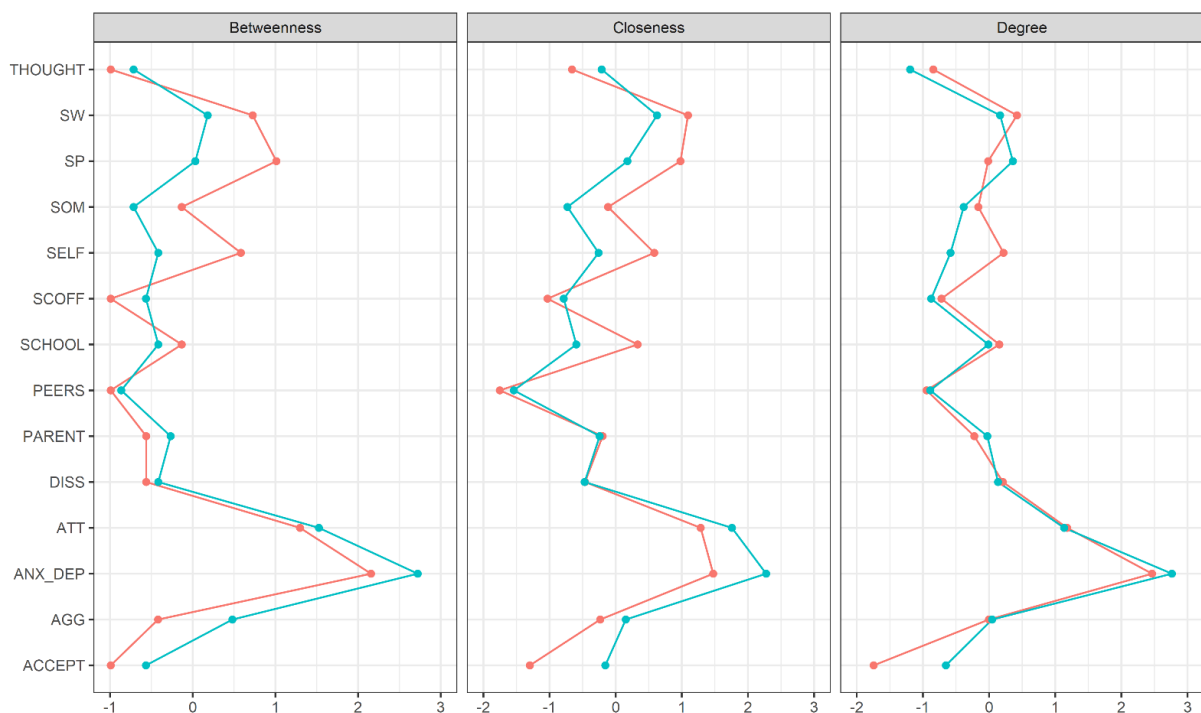 Betweenness Closeness Degree
THOUGHT
SW
SP
SOM
SELF
SCOFF
SCHOOL
PEERS
PARENT
DISS
ATT
ANX_DEP
AGG
ACCEPT
-1 0 1 2 3 -2 -1 0 1 2 3 -2 -1 0 1 2 3